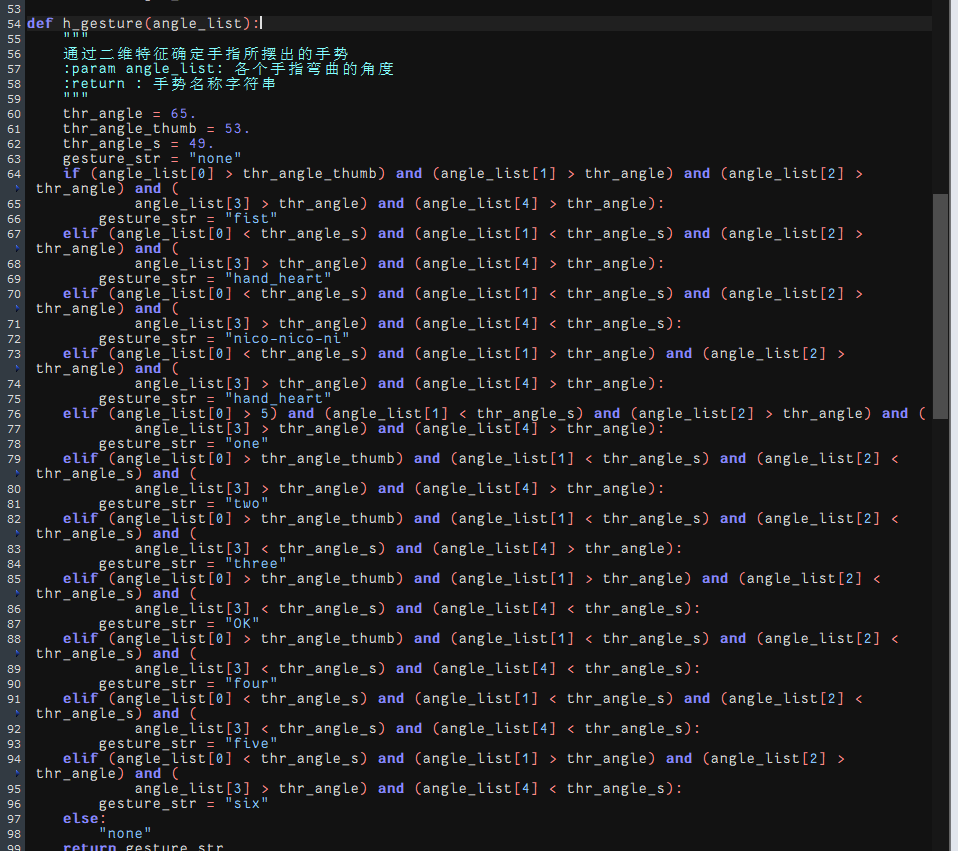 53
54 def h_gesture(angle_list):
55 """
56 通过二维特征确定手指所摆出的手势
57 :param angle_list: 各个手指弯曲的角度
58 :return : 手势名称字符串
59 """
60 thr_angle = 65.
61 thr_angle_thumb = 53.
62 thr_angle_s = 49.
63 gesture_str = "none"
64 if (angle_list[0] > thr_angle_thumb) and (angle_list[1] > thr_angle) and (angle_list[2] >
thr_angle) and (
65 angle_list[3] > thr_angle) and (angle_list[4] > thr_angle):
66 gesture_str = "fist"
67 elif (angle_list[0] < thr_angle_s) and (angle_list[1] < thr_angle_s) and (angle_list[2] >
thr_angle) and (
68 angle_list[3] > thr_angle) and (angle_list[4] > thr_angle):
69 gesture_str = "hand_heart"
70 elif (angle_list[0] < thr_angle_s) and (angle_list[1] < thr_angle_s) and (angle_list[2] >
thr_angle) and (
71 angle_list[3] > thr_angle) and (angle_list[4] < thr_angle_s):
72 gesture_str = "nico-nico-ni"
73 elif (angle_list[0] < thr_angle_s) and (angle_list[1] > thr_angle) and (angle_list[2] >
thr_angle) and (
74 angle_list[3] > thr_angle) and (angle_list[4] > thr_angle):
75 gesture_str = "hand_heart"
76 elif (angle_list[0] > 5) and (angle_list[1] < thr_angle_s) and (angle_list[2] > thr_angle) and (
77 angle_list[3] > thr_angle) and (angle_list[4] > thr_angle):
78 gesture_str = "one"
79 elif (angle_list[0] > thr_angle_thumb) and (angle_list[1] < thr_angle_s) and (angle_list[2] <
thr_angle_s) and (
80 angle_list[3] > thr_angle) and (angle_list[4] > thr_angle):
81 gesture_str = "two"
82 elif (angle_list[0] > thr_angle_thumb) and (angle_list[1] < thr_angle_s) and (angle_list[2] <
thr_angle_s) and (
83 angle_list[3] < thr_angle_s) and (angle_list[4] > thr_angle):
84 gesture_str = "three"
85 elif (angle_list[0] > thr_angle_thumb) and (angle_list[1] > thr_angle) and (angle_list[2] <
thr_angle_s) and (
86 angle_list[3] < thr_angle_s) and (angle_list[4] < thr_angle_s):
87 gesture_str = "OK"
88 elif (angle_list[0] > thr_angle_thumb) and (angle_list[1] < thr_angle_s) and (angle_list[2] <
thr_angle_s) and (
89 angle_list[3] < thr_angle_s) and (angle_list[4] < thr_angle_s):
90 gesture_str = "four"
91 elif (angle_list[0] < thr_angle_s) and (angle_list[1] < thr_angle_s) and (angle_list[2] <
thr_angle_s) and (
92 angle_list[3] < thr_angle_s) and (angle_list[4] < thr_angle_s):
93 gesture_str = "five"
94 elif (angle_list[0] < thr_angle_s) and (angle_list[1] > thr_angle) and (angle_list[2] >
thr_angle) and (
95 angle_list[3] > thr_angle) and (angle_list[4] < thr_angle_s):
96 gesture_str = "six"
97 else:
98 "none"
99 return gesture_str